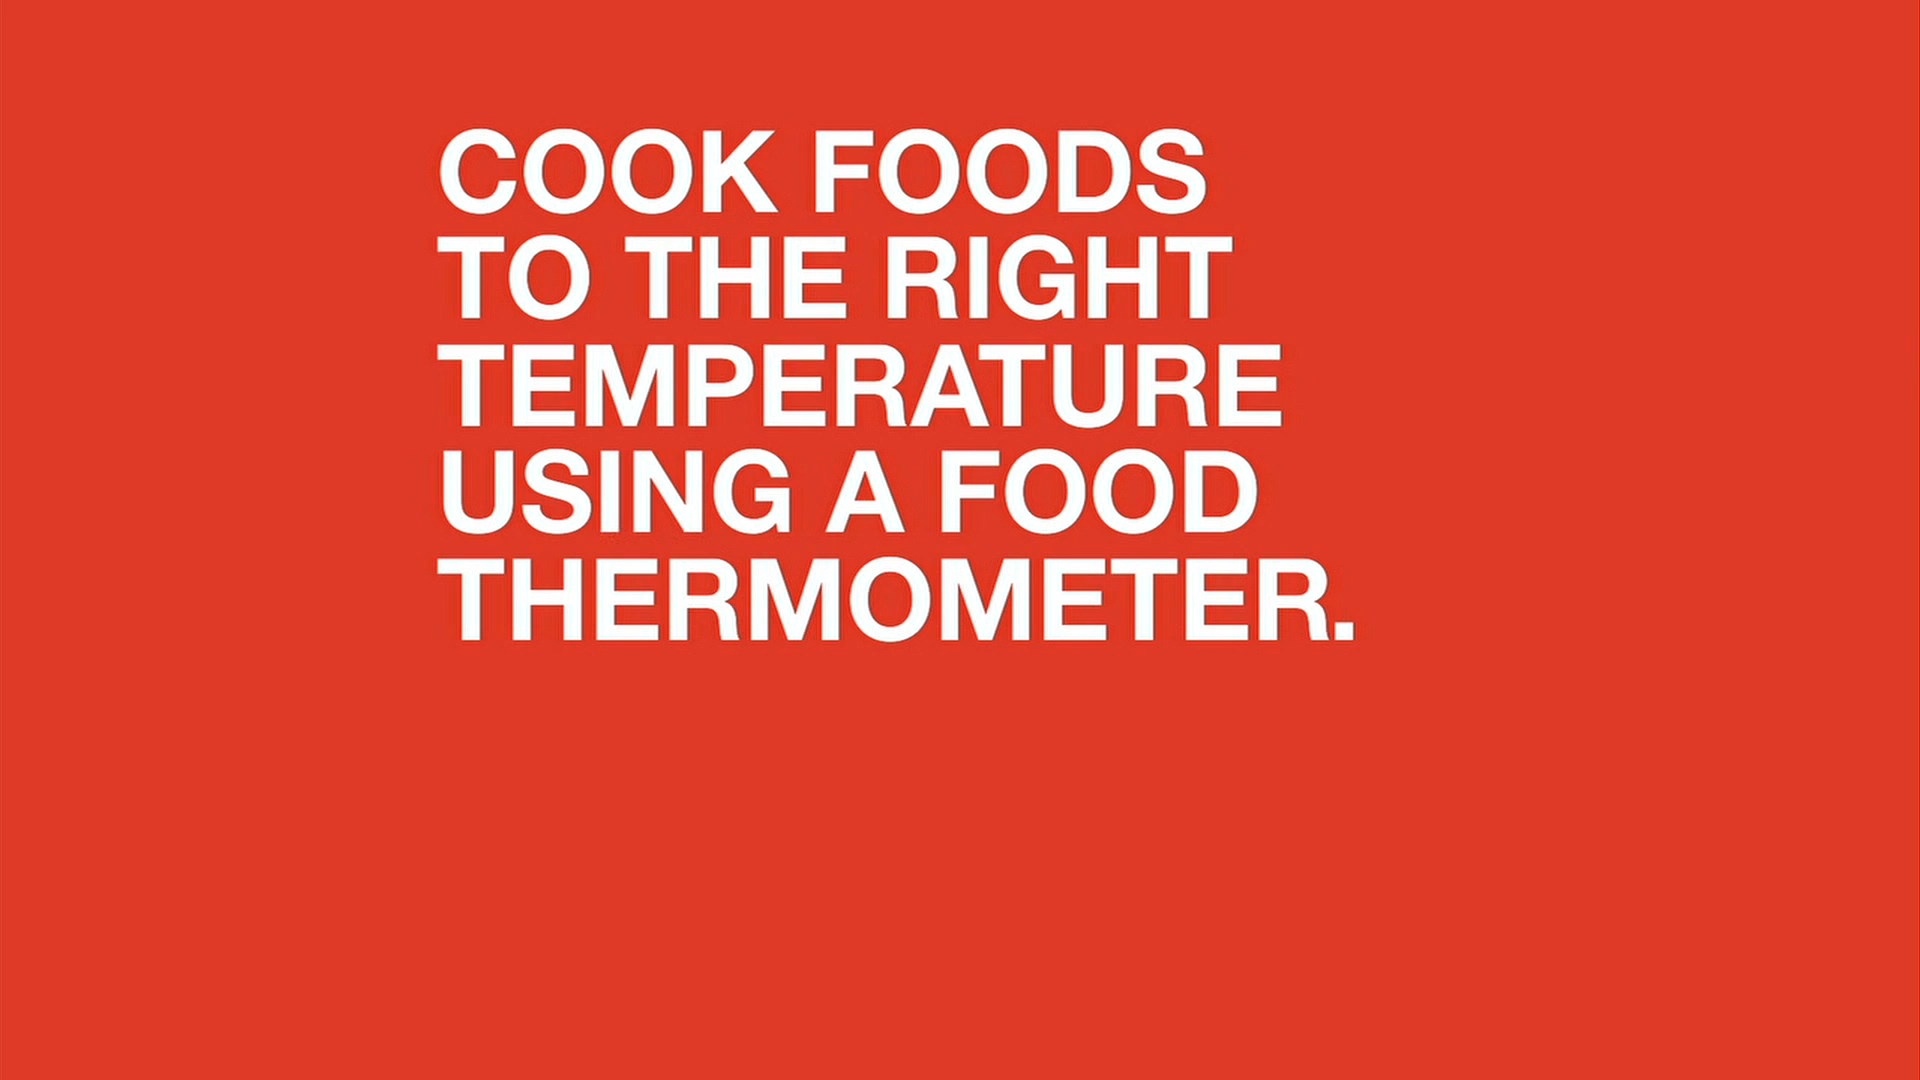 COOK FOODS
TO THE RIGHT
TEMPERATURE
USING A FOOD
THERMOMETER.